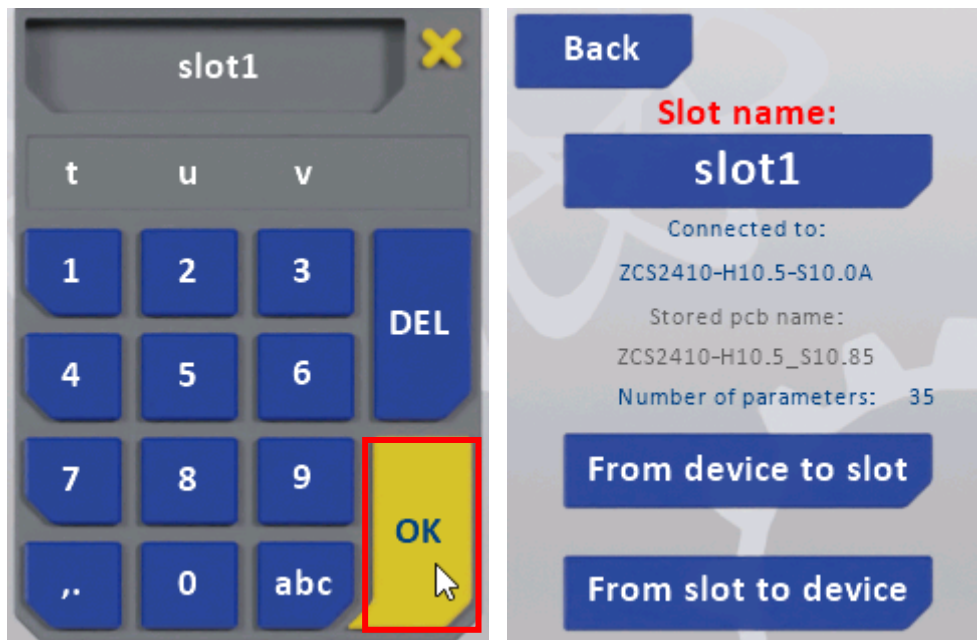 slot1
t u v
1 2 3
DEL
4 5 6
7 8 9
OK
,. 0 abc
Back
Slot name:
slot1
Connected to:
ZCS2410-H10.5-S10.0A
Stored pcb name:
ZCS2410-H10.5_S10.85
Number of parameters: 35
From device to slot
From slot to device